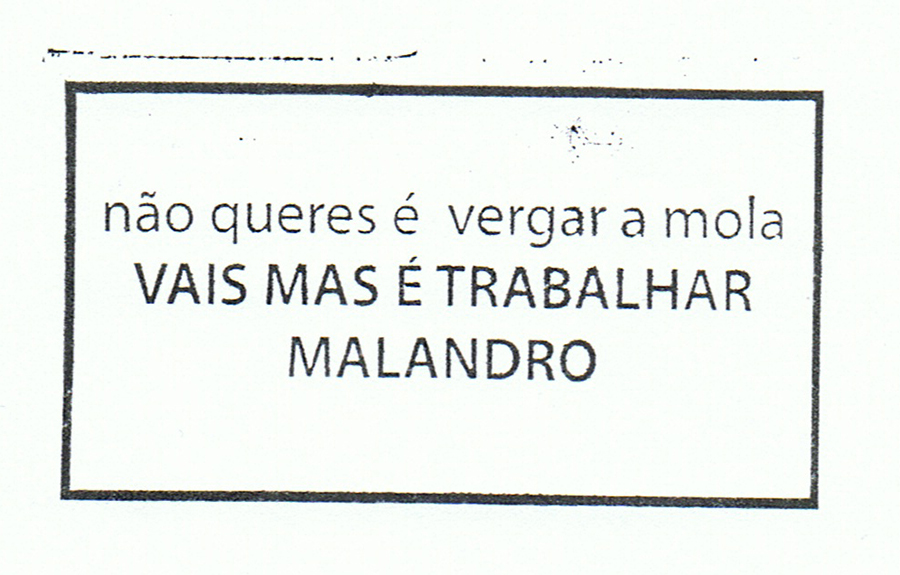 não queres é vergar a mola
VAIS MAS É TRABALHAR
MALANDRO